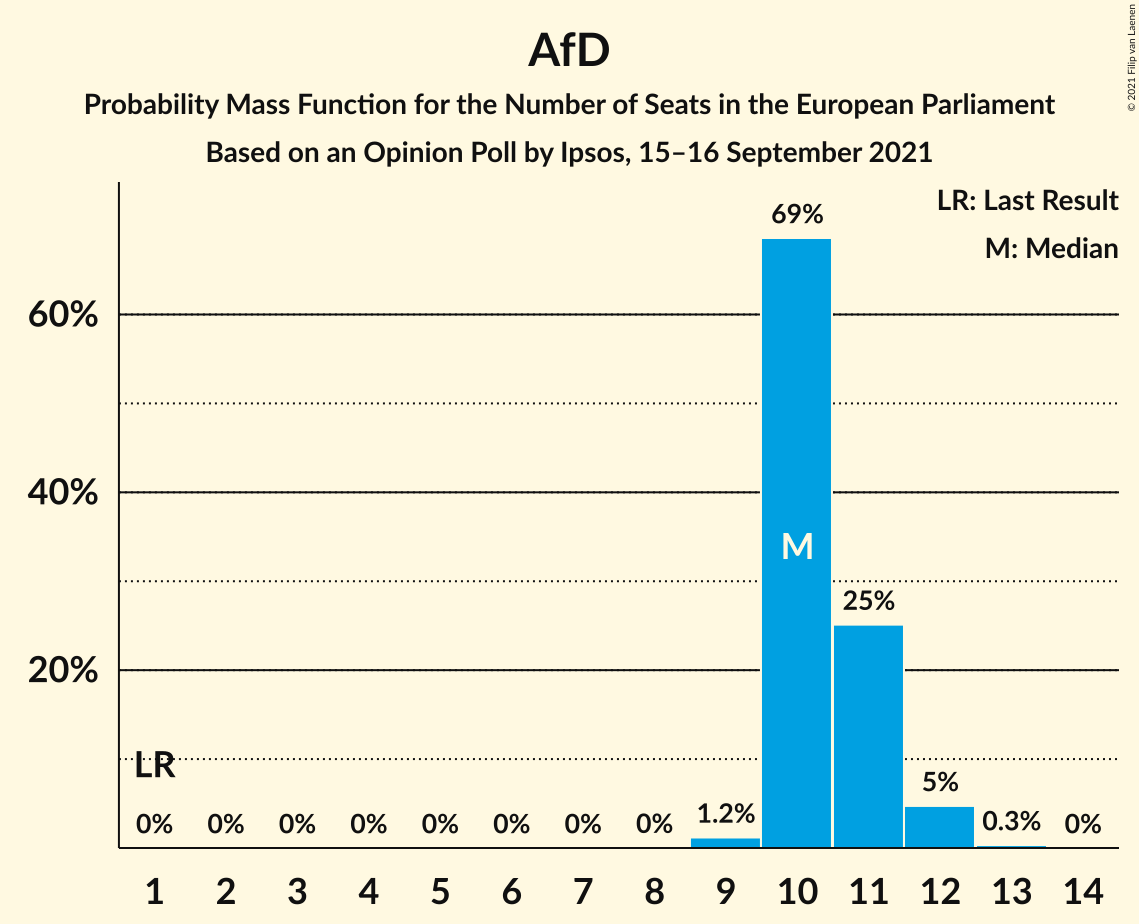 AfD
Probability Mass Function for the Number of Seats in the European Parliament
Based on an Opinion Poll by Ipsos, 15–16 September 2021
© 2021 Filip van Laenen
LR: Last Result
M: Median
69%
60%
40%
M
25%
20%
LR
5%
0% 0% 0% 0% 0% 0% 0% 0% 1.2% 0.3% 0%
1 2 3 4 5 6 7 8 9 10 11 12 13 14